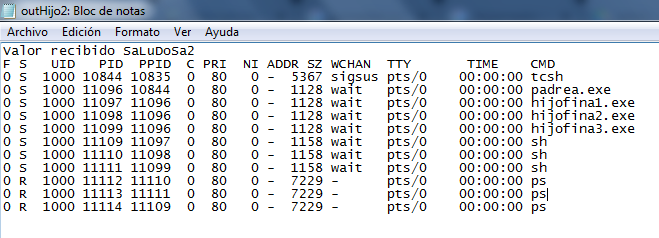 outHijo2: Bloc de notas
Archivo Edición Formato Ver Ayuda
Valor recibido SaLuDoSa2
F S UID PID PPID C PRI NI ADDR SZ WCHAN TTY TIME CMD
0 S 1000 10844 10835 0 80 0 - 5367 sigsus pts/0 00:00:00 tcsh
0 S 1000 11096 10844 0 80 0 - 1128 wait pts/0 00:00:00 padrea.exe
0 S 1000 11097 11096 0 80 0 - 1128 wait pts/0 00:00:00 hijofina1.exe
0 S 1000 11098 11096 0 80 0 - 1128 wait pts/0 00:00:00 hijofina2.exe
0 S 1000 11099 11096 0 80 0 - 1128 wait pts/0 00:00:00 hijofina3.exe
0 S 1000 11109 11097 0 80 0 - 1158 wait pts/0 00:00:00 sh
0 S 1000 11110 11098 0 80 0 - 1158 wait pts/0 00:00:00 sh
0 S 1000 11111 11099 0 80 0 - 1158 wait pts/0 00:00:00 sh
0 R 1000 11112 11110 0 80 0 - 7229 - pts/0 00:00:00 ps
0 R 1000 11113 11111 0 80 0 - 7229 - pts/0 00:00:00 ps
0 R 1000 11114 11109 0 80 0 - 7229 - pts/0 00:00:00 ps